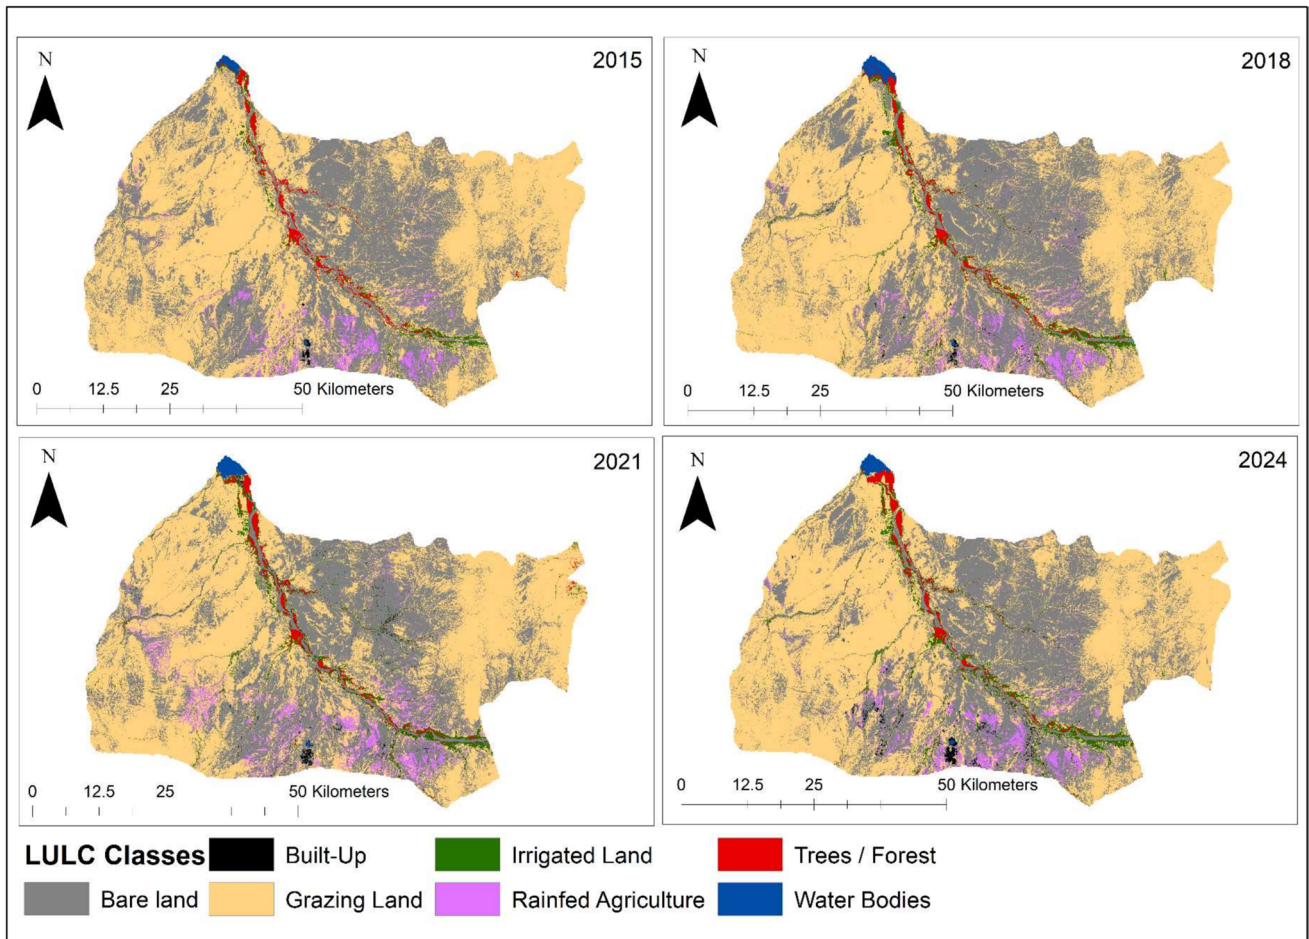 N
2015
0 12.5 25 50 Kilometers
N
2018
0 12.5 25 50 Kilometers
N
2021
0 12.5 25 50 Kilometers
N
2024
0 12.5 25 50 Kilometers
LULC Classes
Built-Up
Irrigated Land
Trees / Forest
Bare land
Grazing Land
Rainfed Agriculture
Water Bodies